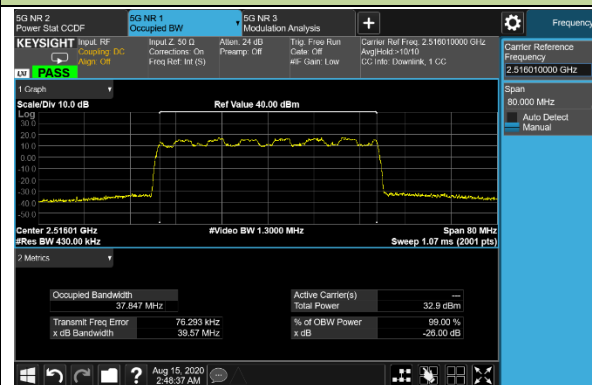 5G NR 2
Power Stat CCDF
5G NR 1
Occupied BW
5G NR 3
Modulation Analysis
+
Frequency
KEYSIGHT
Input: RF
Coupling: DC
Align: Off
Input Z: 50 Ω
Corrections: On
Freq Ref: Int (S)
Atten: 24 dB
Preamp: Off
Trig: Free Run
Gate: Off
#IF Gain: Low
Carrier Ref Freq: 2.516010000 GHz
Avg|Hold:>10/10
CC Info: Downlink, 1 CC
LXI PASS
Carrier Reference
Frequency
2.516010000 GHz
Span
80.000 MHz
Auto Detect
Manual
1 Graph
Scale/Div 10.0 dB
Ref Value 40.00 dBm
Log
30.0
20.0
10.0
0.00
-10.0
-20.0
-30.0
-40.0
-50.0
Center 2.51601 GHz
#Video BW 1.3000 MHz
Span 80 MHz
#Res BW 430.00 kHz
Sweep 1.07 ms (2001 pts)
2 Metrics
Occupied Bandwidth
37.847 MHz
Active Carrier(s) ---
Total Power 32.9 dBm
Transmit Freq Error 76.293 kHz
x dB Bandwidth 39.57 MHz
% of OBW Power 99.00 %
x dB -26.00 dB
?
Aug 15, 2020
2:48:37 AM